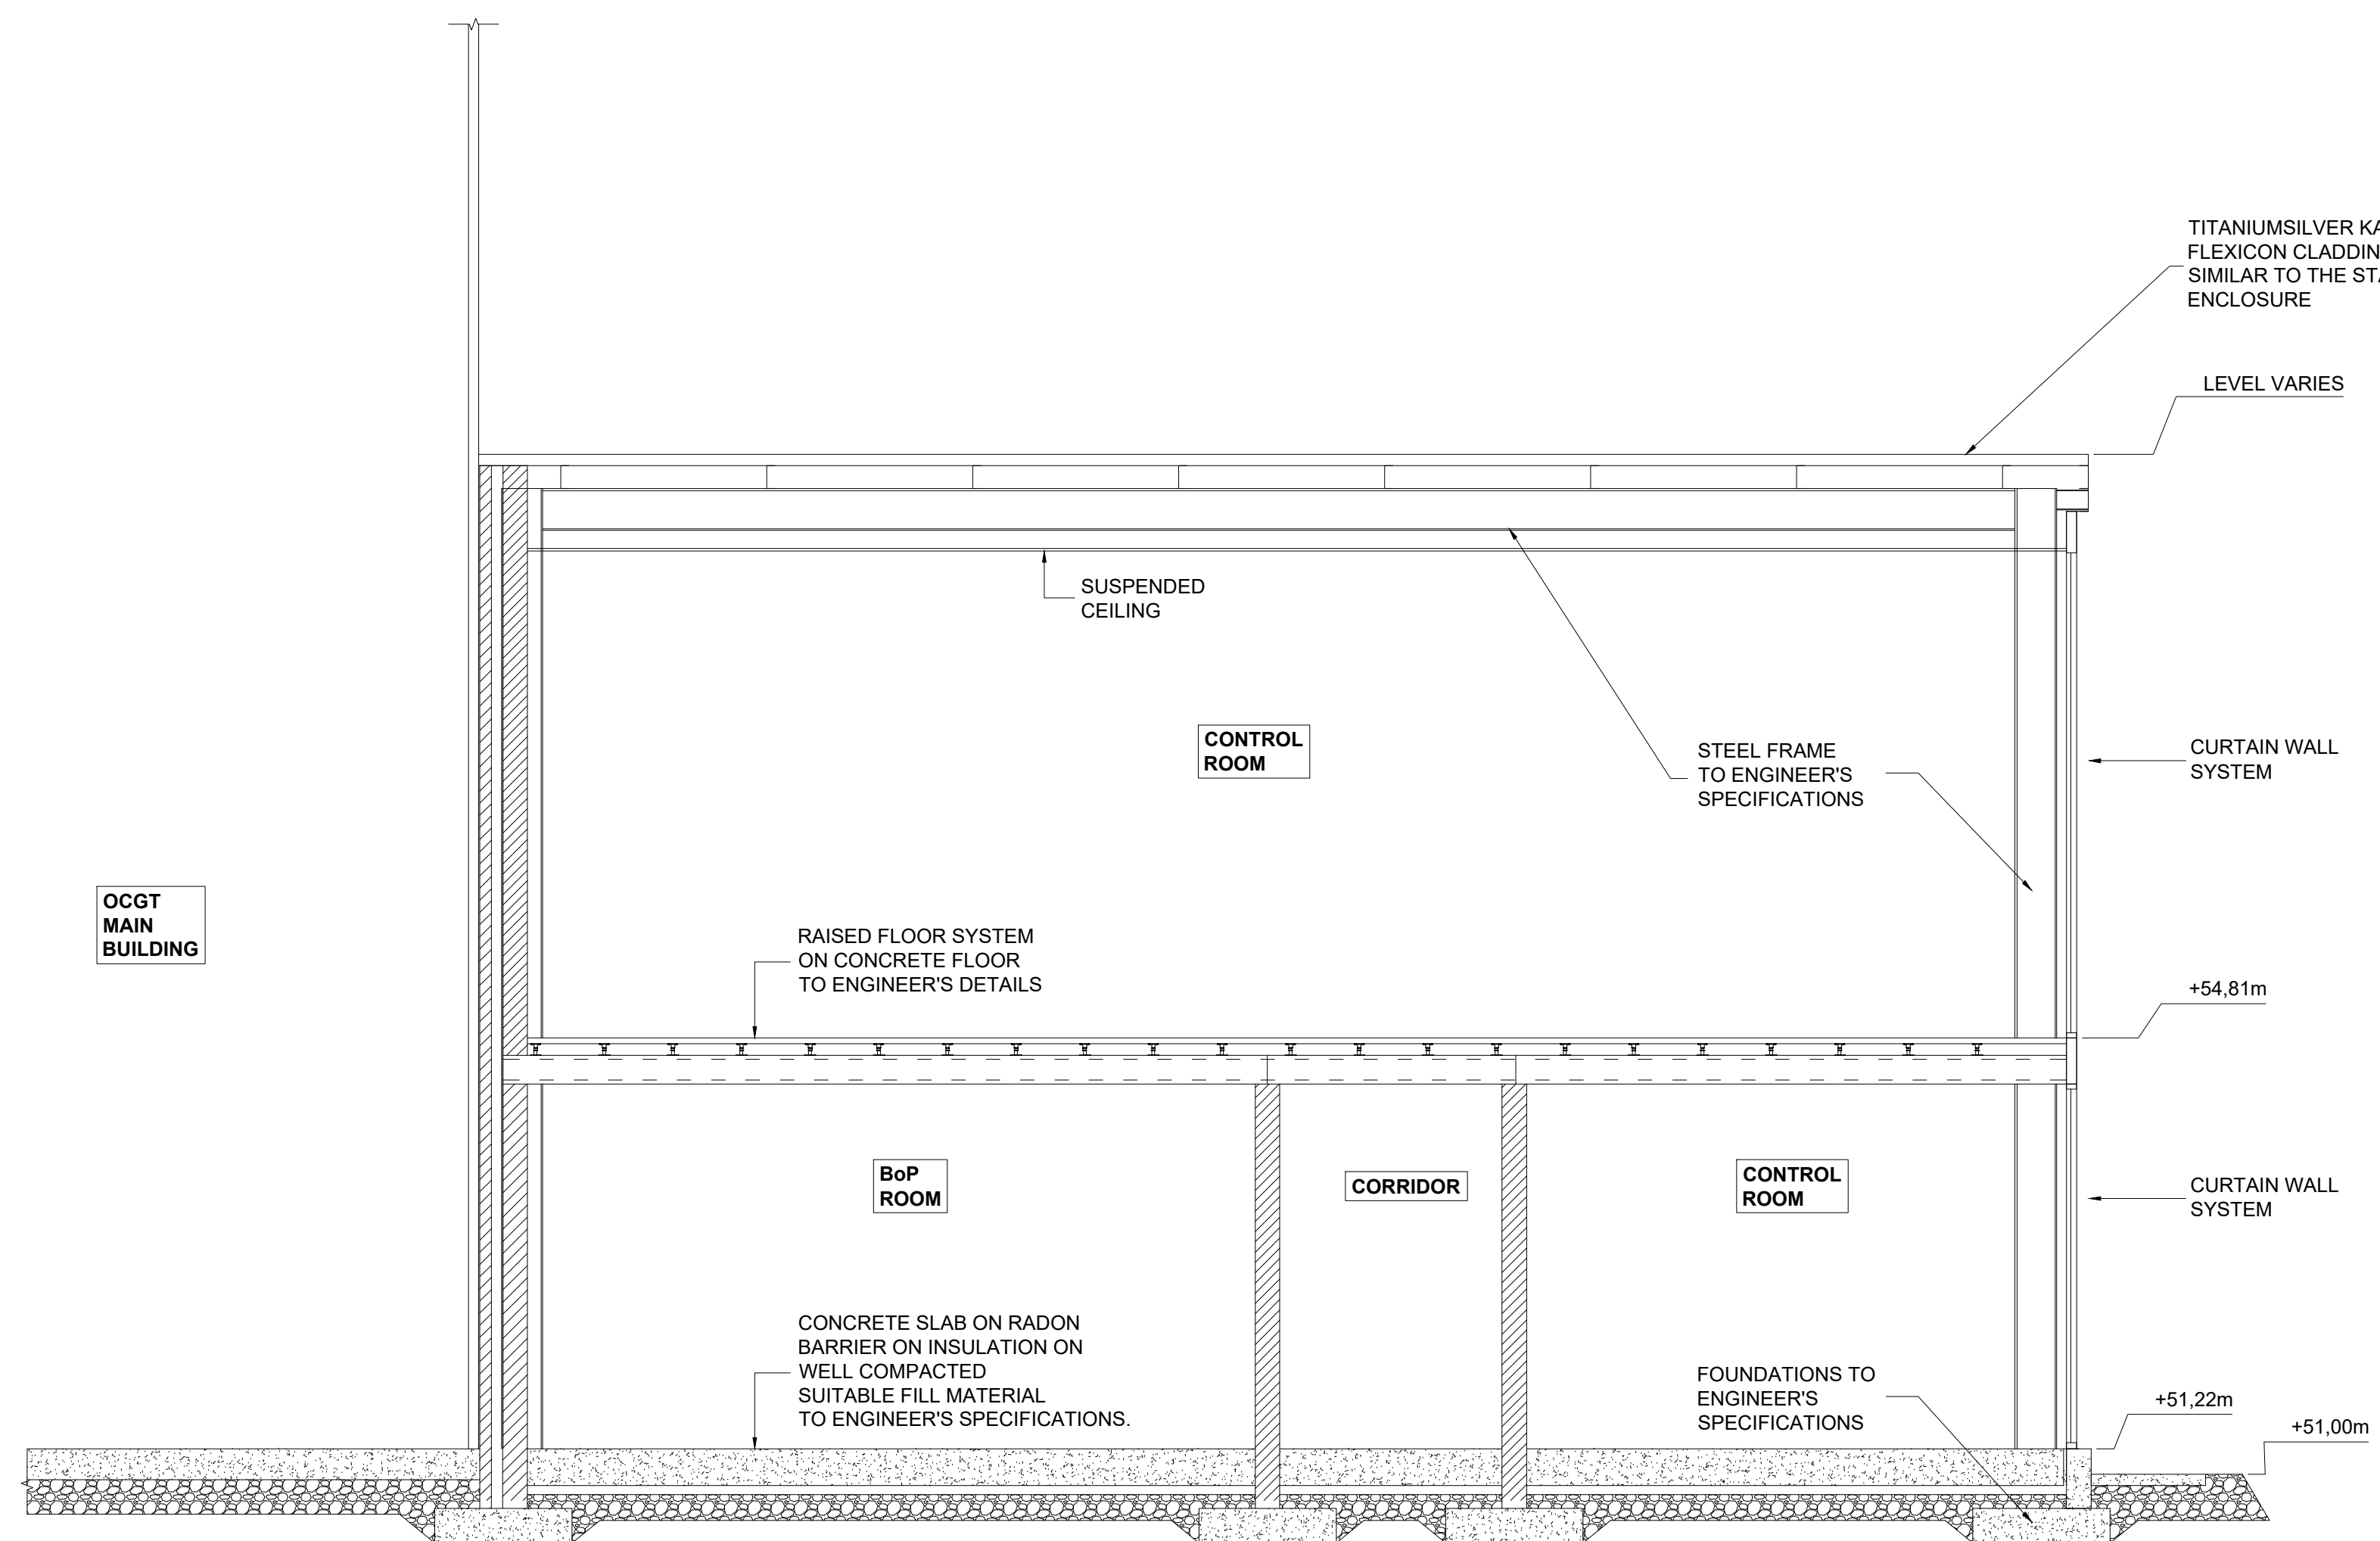 TITANIUMSILVER
FLEXICON
SIMILAR TO THE
ENCLOSURE
LEVEL VARIES
SUSPENDED
CEILING
CONTROL
ROOM
STEEL FRAME
TO ENGINEER'S
SPECIFICATIONS
CURTAIN WALL
SYSTEM
OCGT
MAIN
BUILDING
RAISED FLOOR SYSTEM
ON CONCRETE FLOOR
TO ENGINEER'S DETAILS
+54,81m
BoP
ROOM
CORRIDOR
CONTROL
ROOM
CURTAIN WALL
SYSTEM
CONCRETE SLAB ON RADON
BARRIER ON INSULATION ON
WELL COMPACTED
SUITABLE FILL MATERIAL
TO ENGINEER'S SPECIFICATIONS.
FOUNDATIONS TO
ENGINEER'S
SPECIFICATIONS
+51,22m
+51,00m